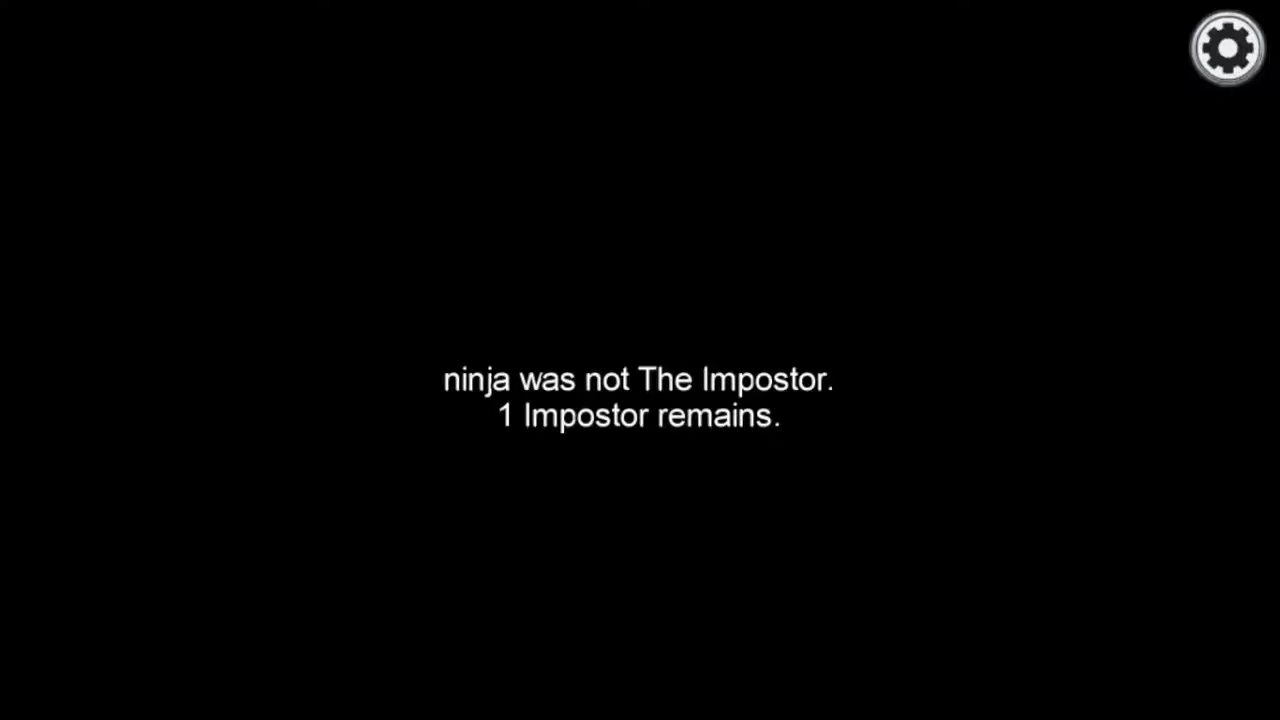 ninja was not The Impostor.
1 Impostor remains.